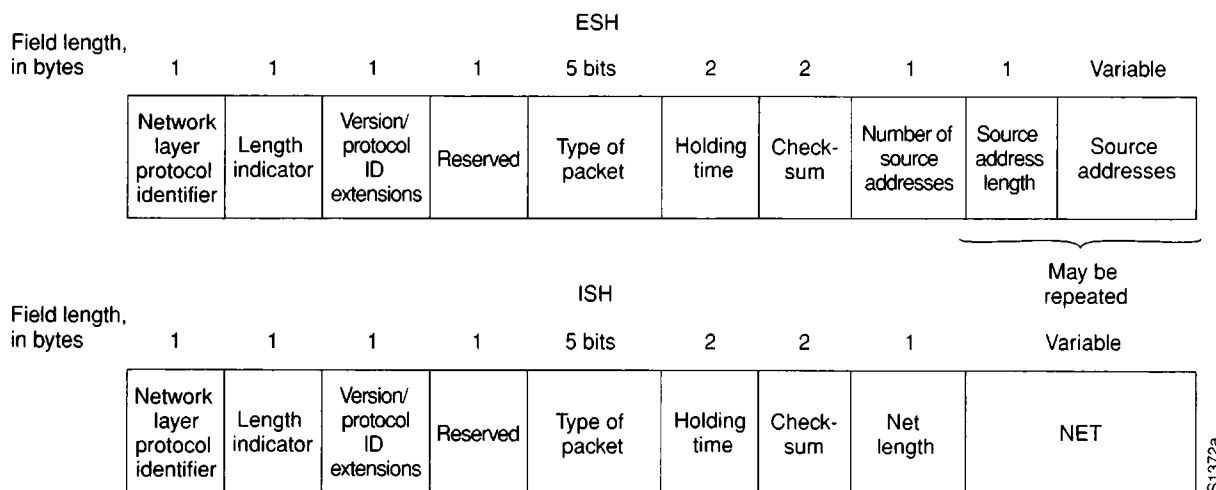 ESH
Field length,
in bytes 1 1 1 1 5 bits 2 2 1 1 Variable
Network layer protocol identifier
Length indicator
Version/ protocol ID extensions
Reserved
Type of packet
Holding time
Check- sum
Number of source addresses
Source address length
Source addresses
May be
repeated
ISH
Field length,
in bytes 1 1 1 1 5 bits 2 2 1 Variable
Network layer protocol identifier
Length indicator
Version/ protocol ID extensions
Reserved
Type of packet
Holding time
Check- sum
Net length
NET
S1372a